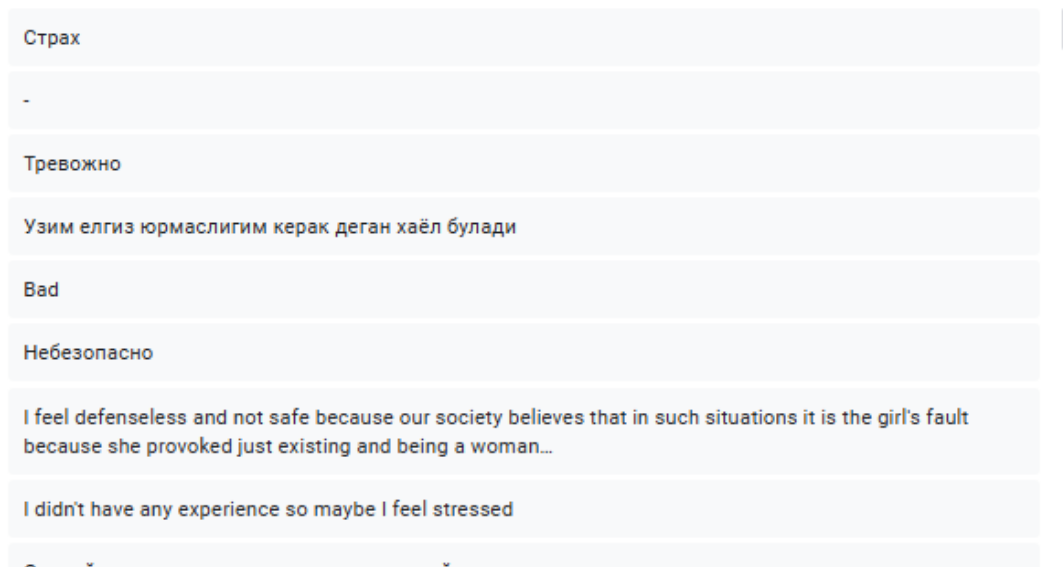 Страх
-
Тревожно
Узим елгиз юрмаслигим керак деган хаёл булади
Bad
Небезопасно
I feel defenseless and not safe because our society believes that in such situations it is the girl's fault
because she provoked just existing and being a woman...
I didn't have any experience so maybe I feel stressed